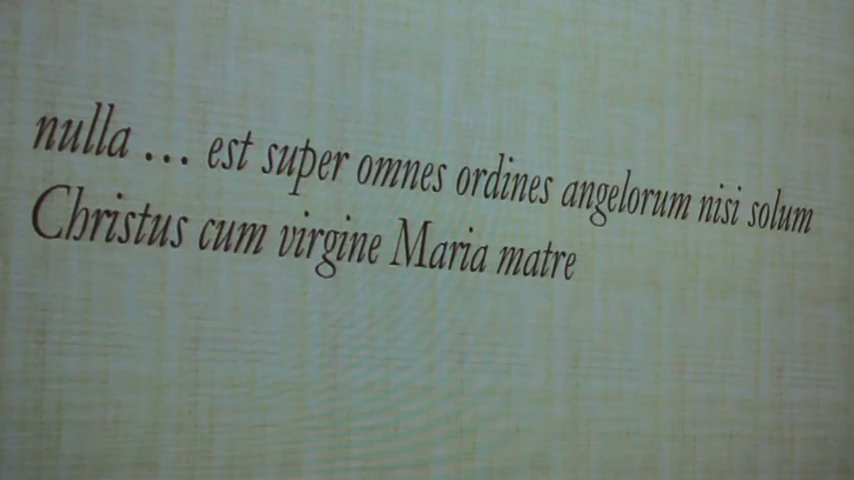 nulla ... est super omnes ordines angelorum nisi solum
Christus cum virgine Maria matre